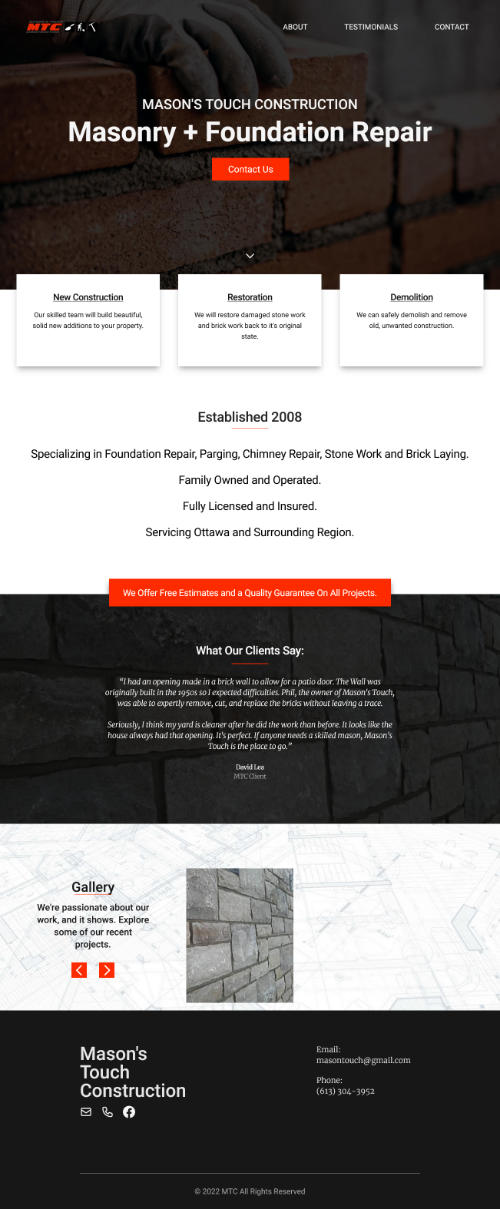 MTC
ABOUT
TESTIMONIALS
CONTACT
MASON'S TOUCH CONSTRUCTION
Masonry + Foundation Repair
Contact Us
New Construction
Our skilled team will build beautiful,
solid new additions to your property.
Restoration
We will restore damaged stone work
and brick work back to it's original
state.
Demolition
We can safely demolish and remove
old, unwanted construction.
Established 2008
Specializing in Foundation Repair, Parging, Chimney Repair, Stone Work and Brick Laying.
Family Owned and Operated.
Fully Licensed and Insured.
Servicing Ottawa and Surrounding Region.
We Offer Free Estimates and a Quality Guarantee On All Projects.
What Our Clients Say:
"I had an opening made in a brick wall to allow for a patio door. The Wall was
originally built in the 1950s so I expected difficulties. Phil, the owner of Mason's Touch,
was able to expertly remove, cut, and replace the bricks without leaving a trace.
Seriously, I think my yard is cleaner after he did the work than before. It looks like the
house always had that opening. It's perfect. If anyone needs a skilled mason, Mason's
Touch is the place to go."
David Lea
MTC Client
Gallery
We're passionate about our
work, and it shows. Explore
some of our recent
projects.
Mason's
Touch
Construction
Email:
masontouch@gmail.com
Phone:
(613) 304-3952
© 2022 MTC All Rights Reserved